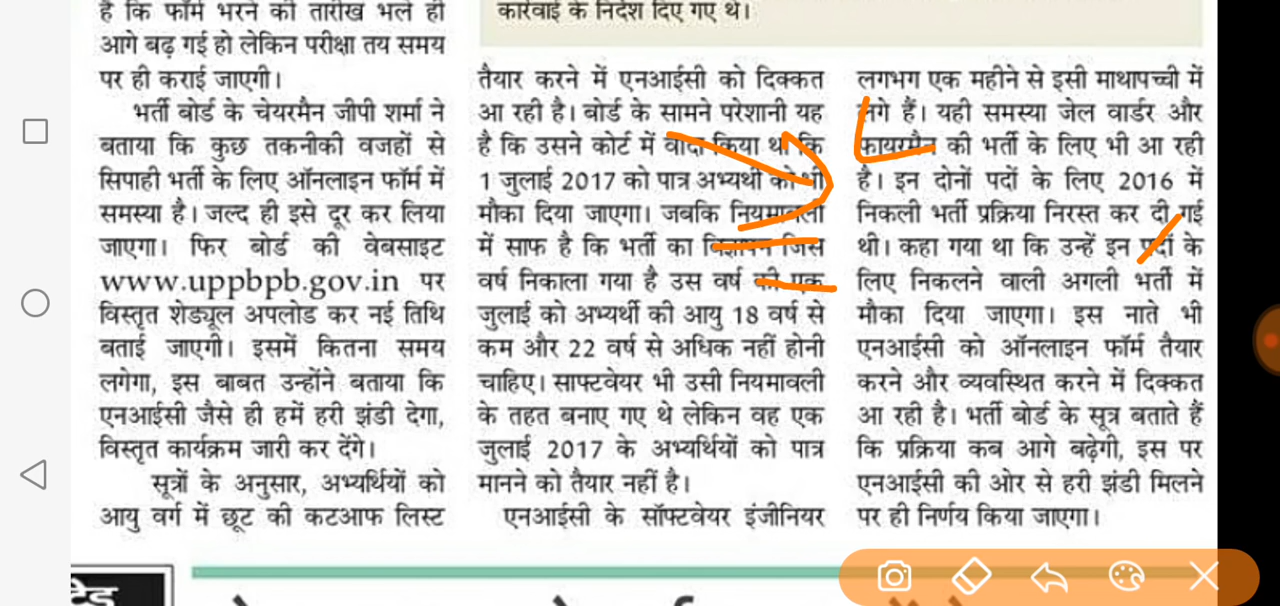 है कि फॉर्म भरने की तारीख भले ही
आगे बढ़ गई हो लेकिन परीक्षा तय समय
पर ही कराई जाएगी।
भर्ती बोर्ड के चेयरमैन जीपी शर्मा ने
बताया कि कुछ तकनीकी वजहों से
सिपाही भर्ती के लिए ऑनलाइन फॉर्म में
समस्या है। जल्द ही इसे दूर कर लिया
जाएगा। फिर बोर्ड की वेबसाइट
www.uppbpb.gov.in पर
विस्तृत शेड्यूल अपलोड कर नई तिथि
बताई जाएगी। इसमें कितना समय
लगेगा, इस बाबत उन्होंने बताया कि
एनआईसी जैसे ही हमें हरी झंडी देगा,
विस्तृत कार्यक्रम जारी कर देंगे।
सूत्रों के अनुसार, अभ्यर्थियों को
आयु वर्ग में छूट की कटआफ लिस्ट
कार्रवाई के निर्देश दिए गए थे।
तैयार करने में एनआईसी को दिक्कत
आ रही है। बोर्ड के सामने परेशानी यह
है कि उसने कोर्ट में वादा किया था कि
1 जुलाई 2017 को पात्र अभ्यर्थी को भी
मौका दिया जाएगा। जबकि नियमावली
में साफ है कि भर्ती का विज्ञापन जिस
वर्ष निकाला गया है उस वर्ष की एक
जुलाई को अभ्यर्थी की आयु 18 वर्ष से
कम और 22 वर्ष से अधिक नहीं होनी
चाहिए। साफ्टवेयर भी उसी नियमावली
के तहत बनाए गए थे लेकिन वह एक
जुलाई 2017 के अभ्यर्थियों को पात्र
मानने को तैयार नहीं है।
एनआईसी के सॉफ्टवेयर इंजीनियर
लगभग एक महीने से इसी माथापच्ची में
लगे हैं। यही समस्या जेल वार्डर और
फायरमैन की भर्ती के लिए भी आ रही
है। इन दोनों पदों के लिए 2016 में
निकली भर्ती प्रक्रिया निरस्त कर दी गई
थी। कहा गया था कि उन्हें इन पदों के
लिए निकलने वाली अगली भर्ती में
मौका दिया जाएगा। इस नाते भी
एनआईसी को ऑनलाइन फॉर्म तैयार
करने और व्यवस्थित करने में दिक्कत
आ रही है। भर्ती बोर्ड के सूत्र बताते हैं
कि प्रक्रिया कब आगे बढ़ेगी, इस पर
एनआईसी की ओर से हरी झंडी मिलने
पर ही निर्णय किया जाएगा।